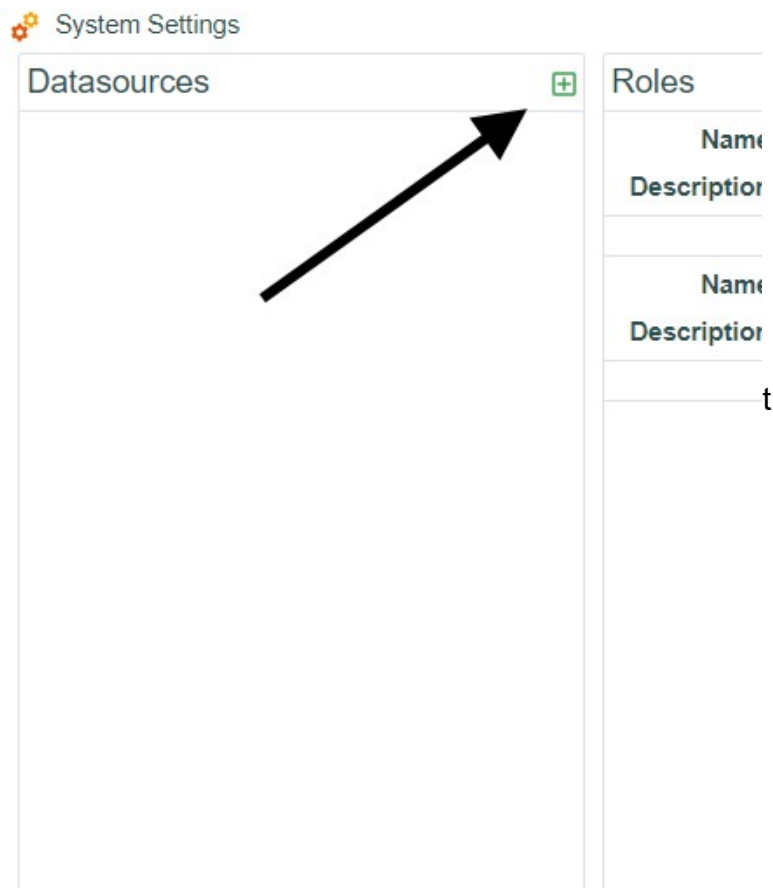 System Settings
Datasources
Roles
Name
Description
Name
Description
t